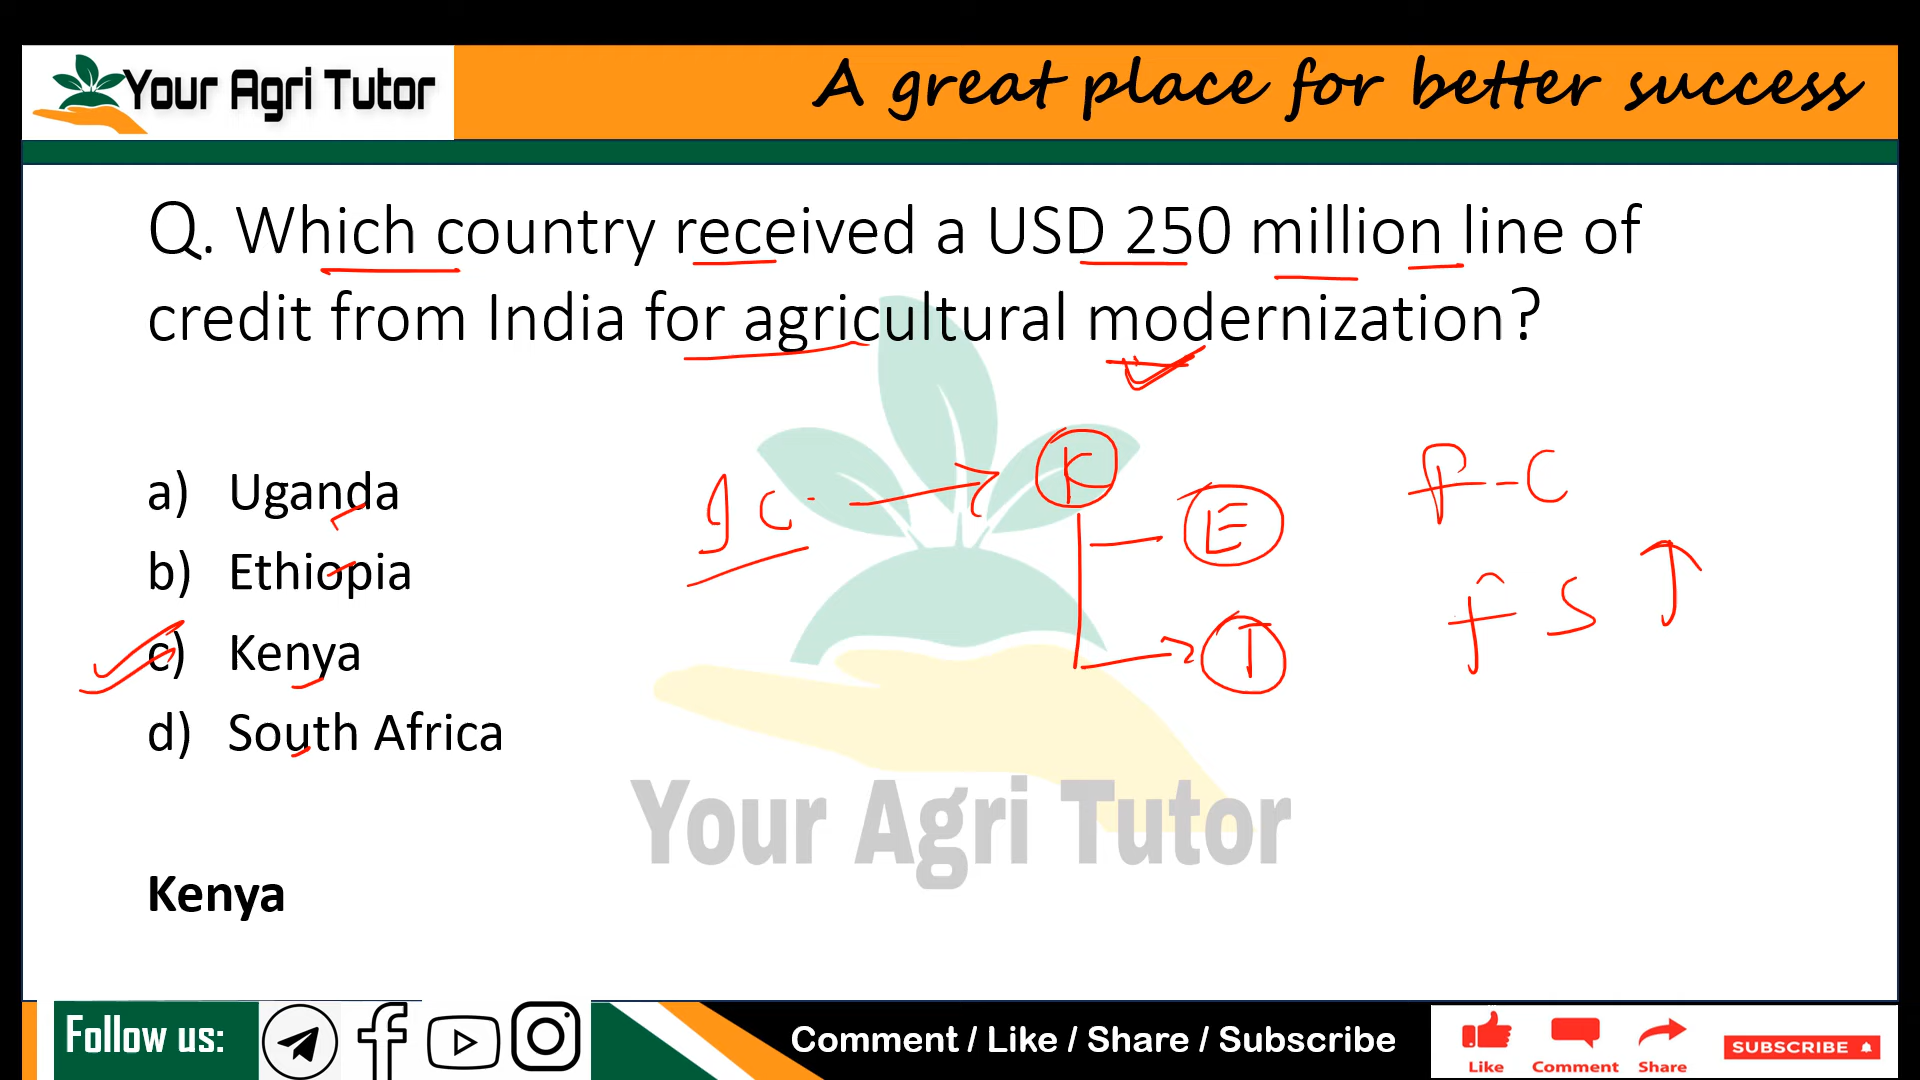 Your Agri Tutor
A great place for better success
Q. Which country received a USD 250 million line of
credit from India for agricultural modernization?
a) Uganda
b) Ethiopia
c) Kenya
d) South Africa
K
E
I
Your Agri Tutor
Kenya
Follow us:
Comment / Like / Share / Subscribe
Like
Comment
Share
SUBSCRIBE